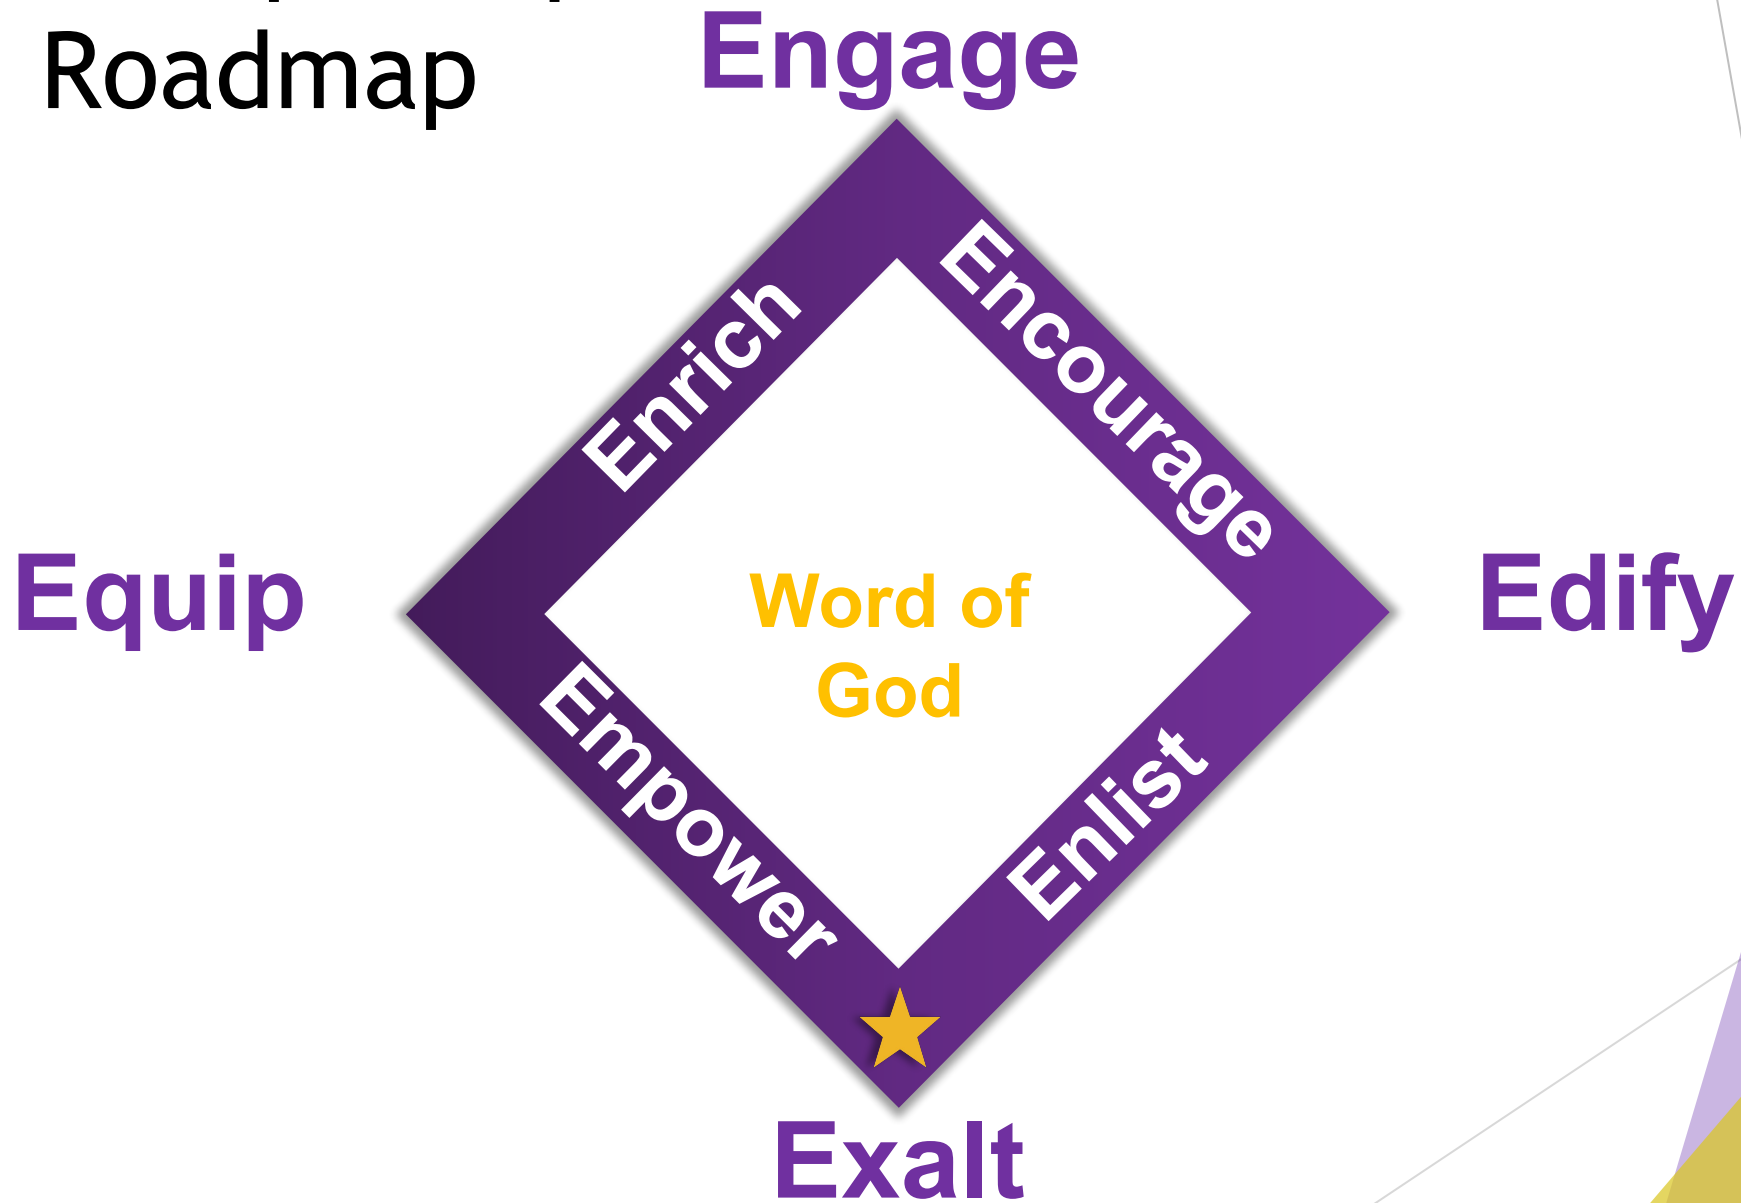 Roadmap
Engage
Enrich
Encourage
Equip
Word of
God
Edify
Empower
Enlist
Exalt